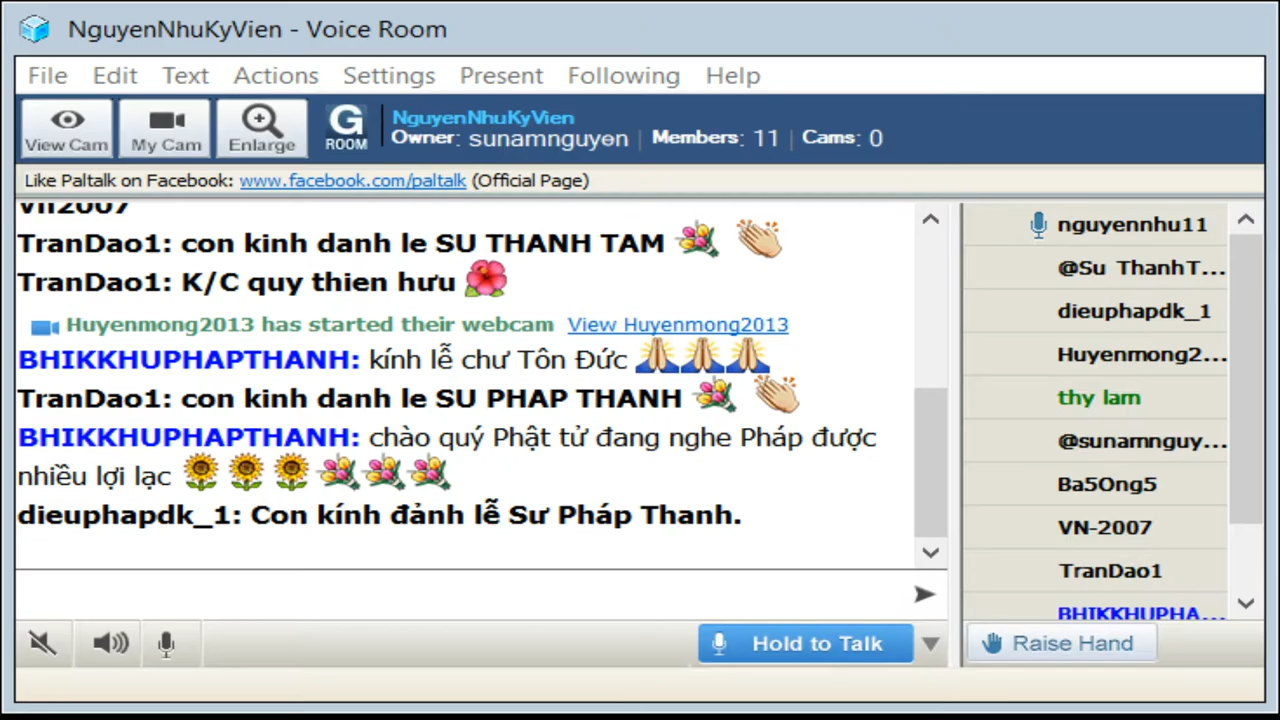 NguyenNhuKyVien - Voice Room
File Edit Text Actions Settings Present Following Help
View Cam My Cam Enlarge G ROOM
NguyenNhuKyVien
Owner: sunamnguyen | Members: 11 | Cams: 0
Like Paltalk on Facebook: www.facebook.com/paltalk (Official Page)
vn2007
TranDao1: con kinh danh le SU THANH TAM
TranDao1: K/C quy thien hưu
Huyenmong2013 has started their webcam View Huyenmong2013
BHIKKHUPHAPTHANH: kính lễ chư Tôn Đức
TranDao1: con kinh danh le SU PHAP THANH
BHIKKHUPHAPTHANH: chào quý Phật tử đang nghe Pháp được
nhiều lợi lạc
dieuphapdk_1: Con kính đảnh lễ Sư Pháp Thanh.
nguyennhu11
@Su ThanhT...
dieuphapdk_1
Huyenmong2...
thy lam
@sunamnguy...
Ba5Ong5
VN-2007
TranDao1
BHIKKHUPHA...
Hold to Talk
Raise Hand